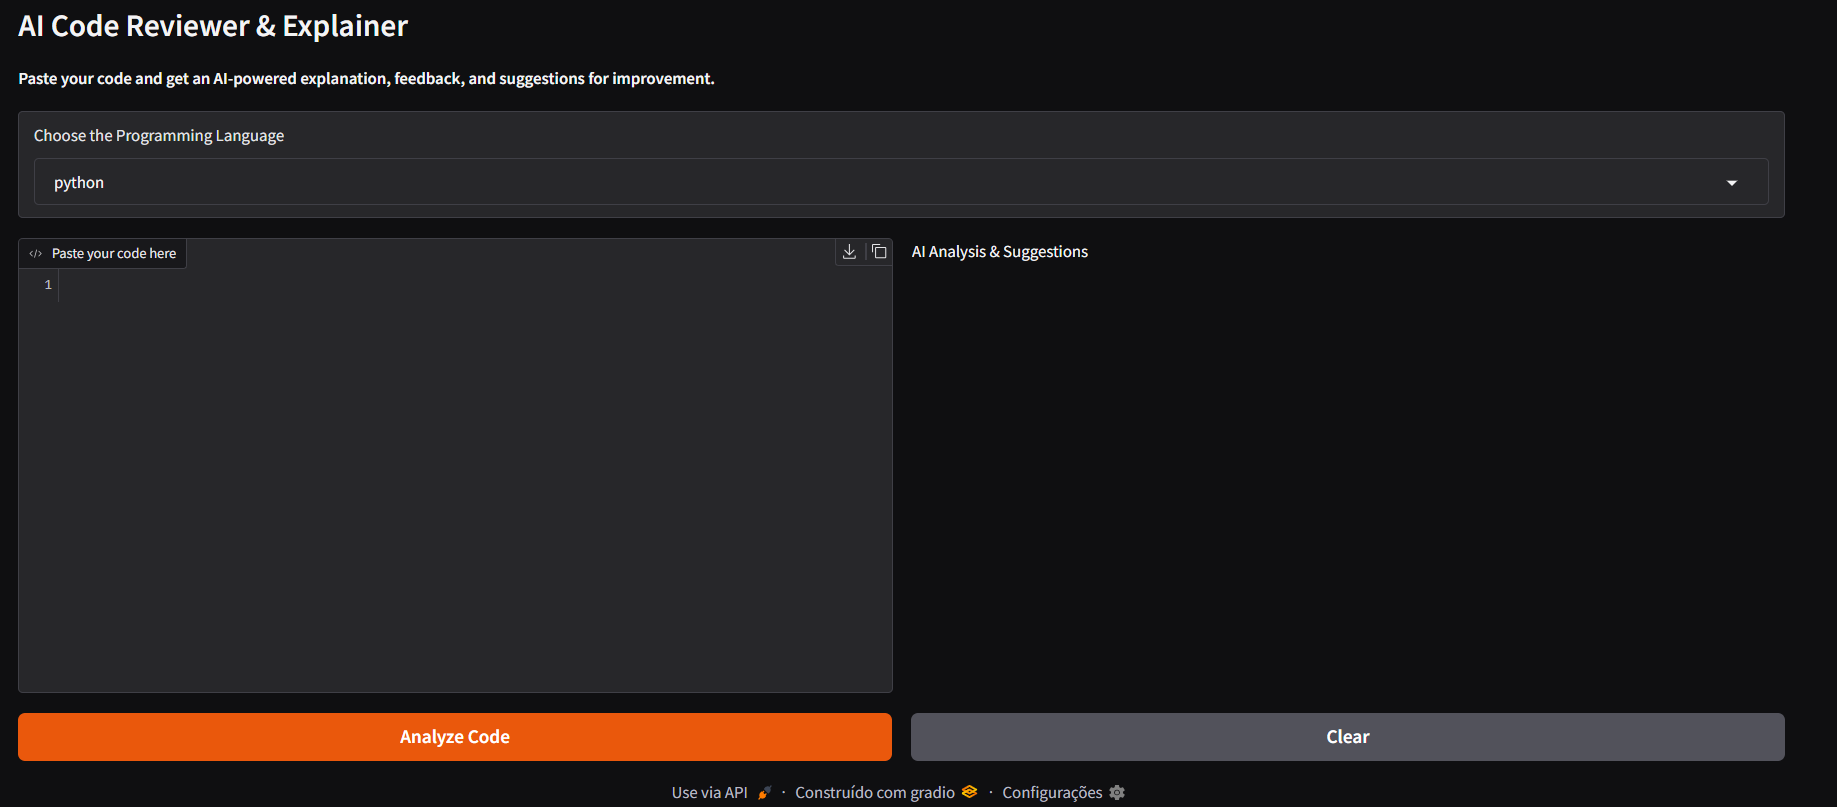 AI Code Reviewer & Explainer
Paste your code and get an AI-powered explanation, feedback, and suggestions for improvement.
Choose the Programming Language
python
Paste your code here
1
AI Analysis & Suggestions
Analyze Code
Clear
Use via API · Construído com gradio · Configurações